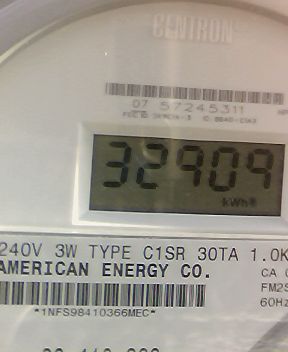 CENTRON
07 57245311
32909
kWh
240V 3W TYPE C1SR 30TA 1.0K
AMERICAN ENERGY CO.
CA
FM2S
60Hz
*1NFS98410366MEC*